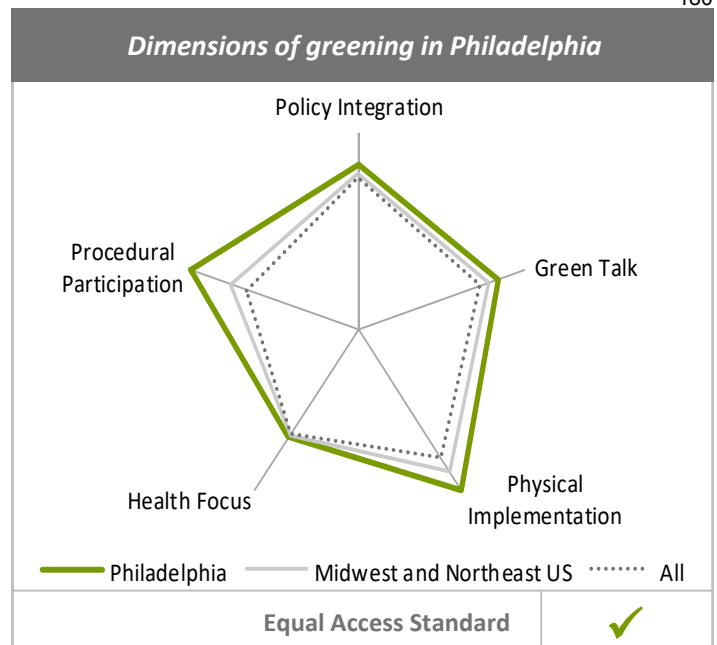 Dimensions of greening in Philadelphia
Policy Integration
Procedural
Participation
Green Talk
Health Focus
Physical
Implementation
Philadelphia Midwest and Northeast US All
Equal Access Standard